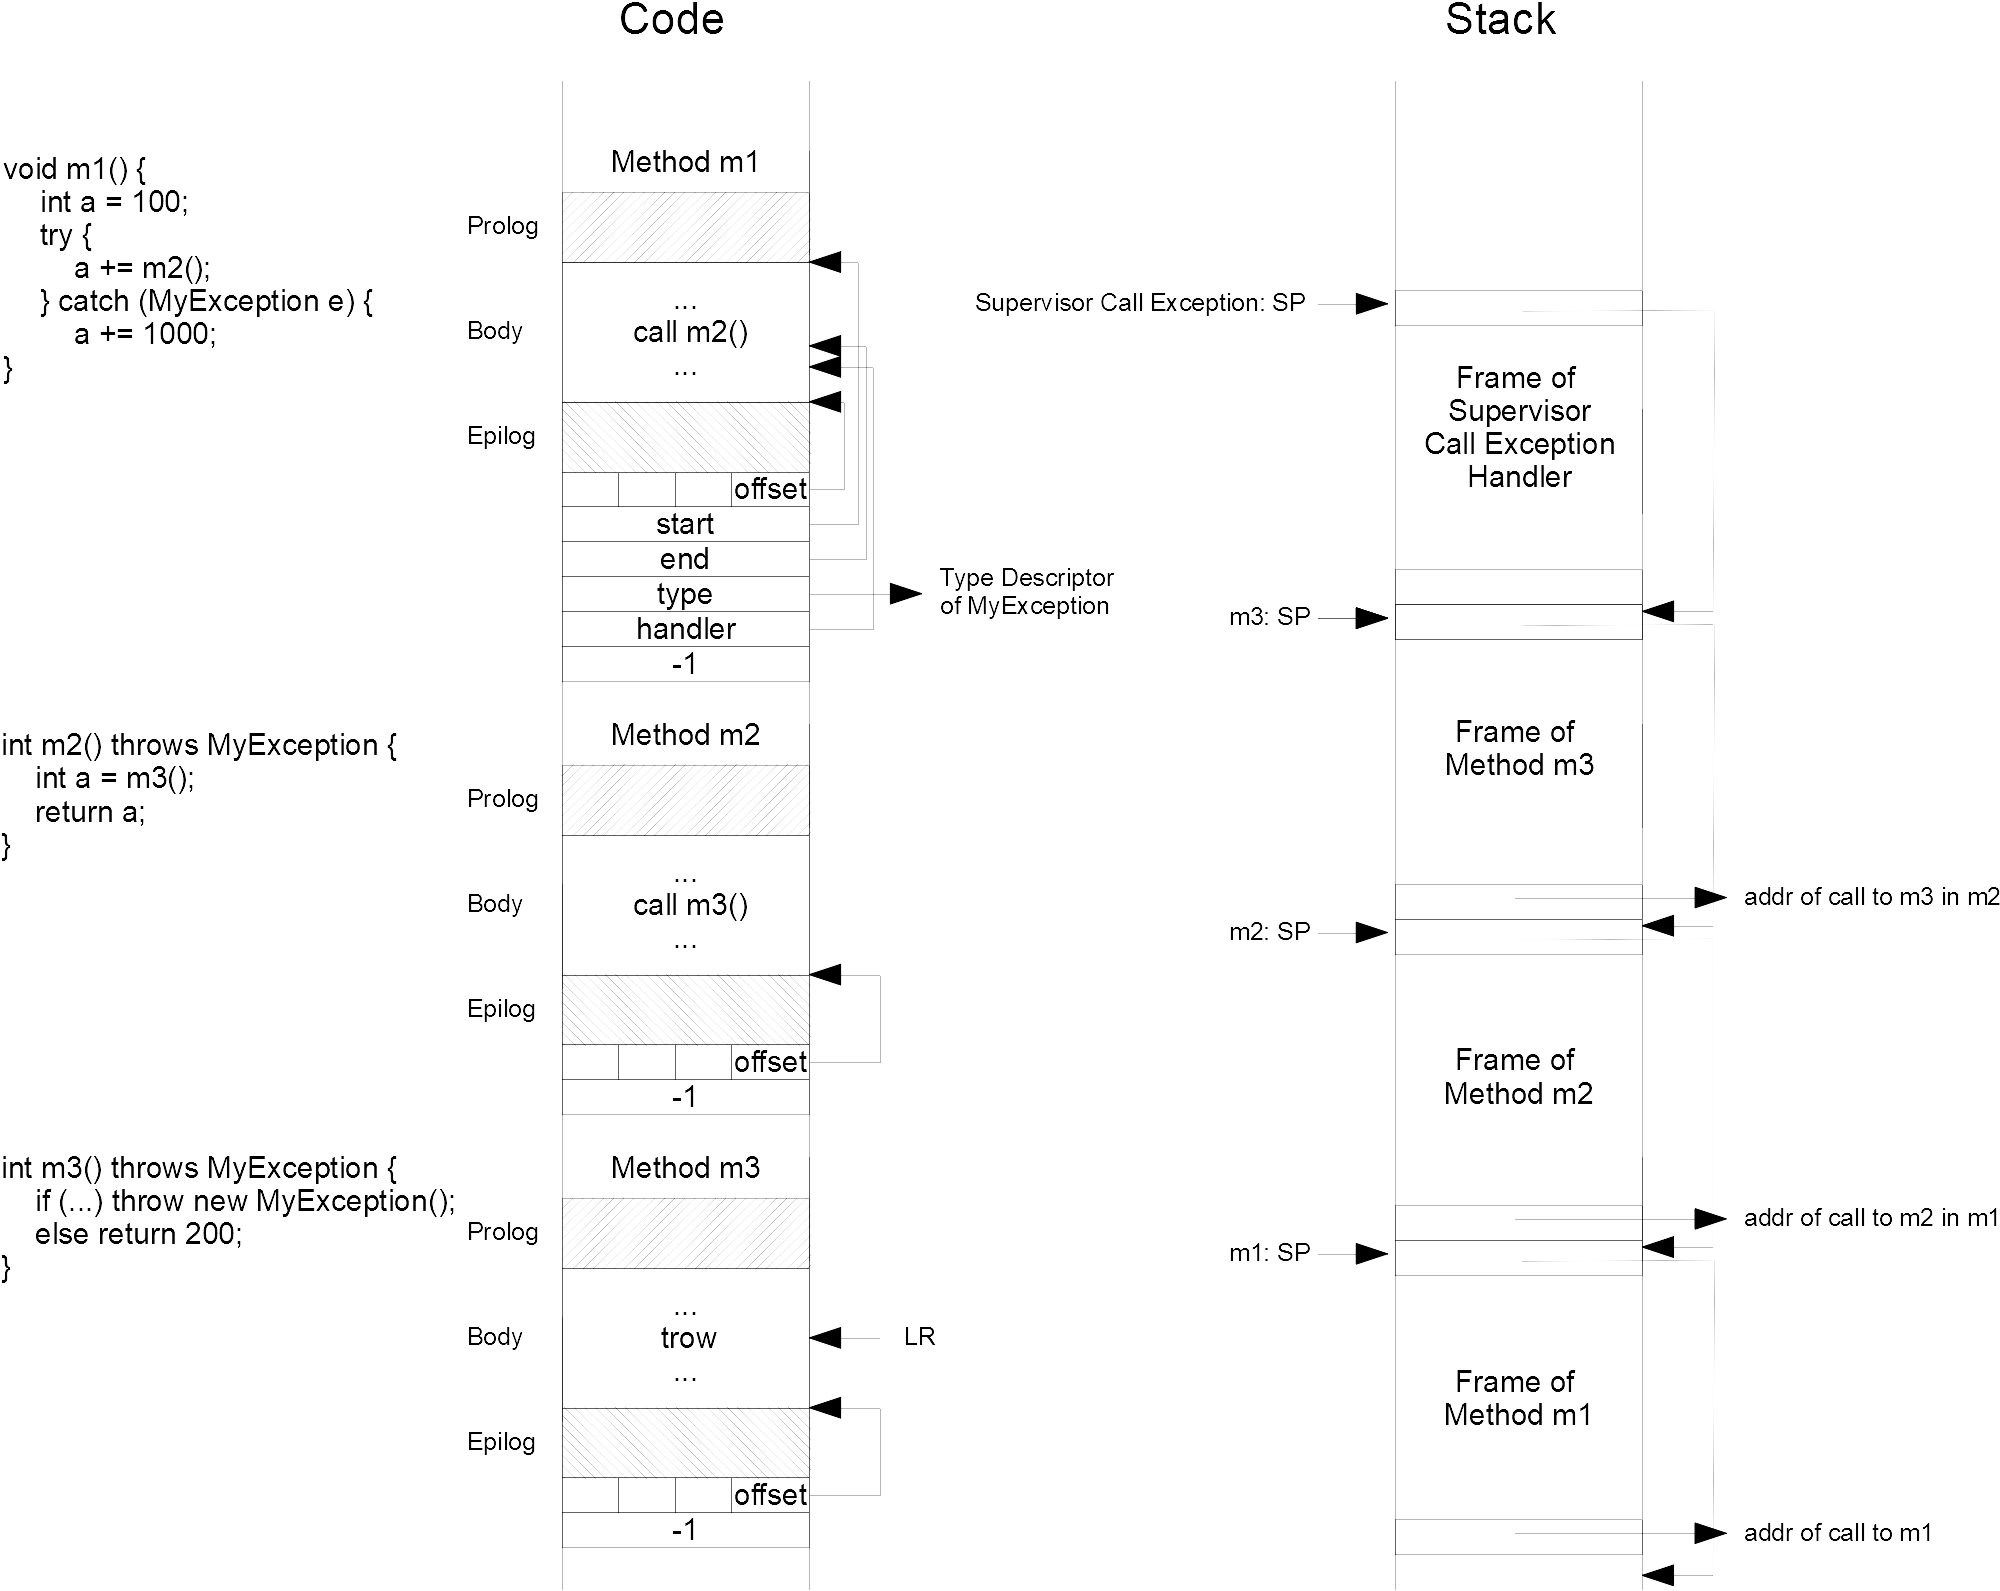 Code
Stack
void m1() {
int a = 100;
try {
a += m2();
} catch (MyException e) {
a += 1000;
}
Method m1
Prolog
...
Body
call m2()
...
Epilog
offset
start
end
type
handler
-1
Type Descriptor
of MyException
int m2() throws MyException {
int a = m3();
return a;
}
Method m2
Prolog
...
Body
call m3()
...
Epilog
offset
-1
int m3() throws MyException {
if (...) throw new MyException();
else return 200;
}
Method m3
Prolog
...
Body
trow
LR
...
Epilog
offset
-1
Supervisor Call Exception: SP
Frame of
Supervisor
Call Exception
Handler
m3: SP
Frame of
Method m3
addr of call to m3 in m2
m2: SP
Frame of
Method m2
addr of call to m2 in m1
m1: SP
Frame of
Method m1
addr of call to m1